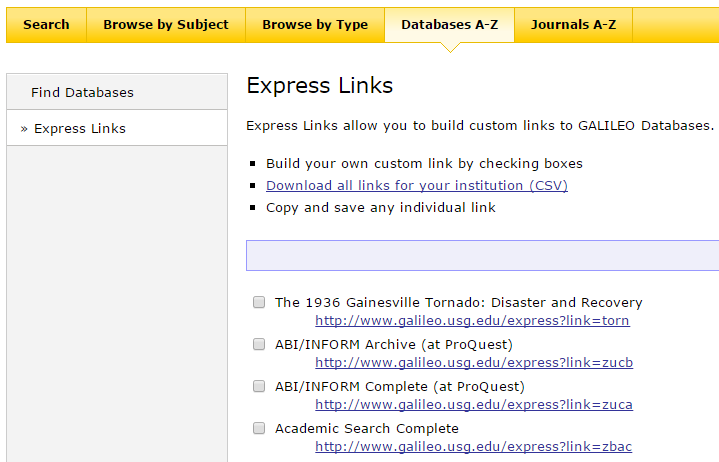 Search Browse by Subject Browse by Type Databases A-Z Journals A-Z
Find Databases
» Express Links
Express Links
Express Links allow you to build custom links to GALILEO Databases.
Build your own custom link by checking boxes
Download all links for your institution (CSV)
Copy and save any individual link
The 1936 Gainesville Tornado: Disaster and Recovery
http://www.galileo.usg.edu/express?link=torn
ABI/INFORM Archive (at ProQuest)
http://www.galileo.usg.edu/express?link=zucb
ABI/INFORM Complete (at ProQuest)
http://www.galileo.usg.edu/express?link=zuca
Academic Search Complete
http://www.galileo.usg.edu/express?link=zbac